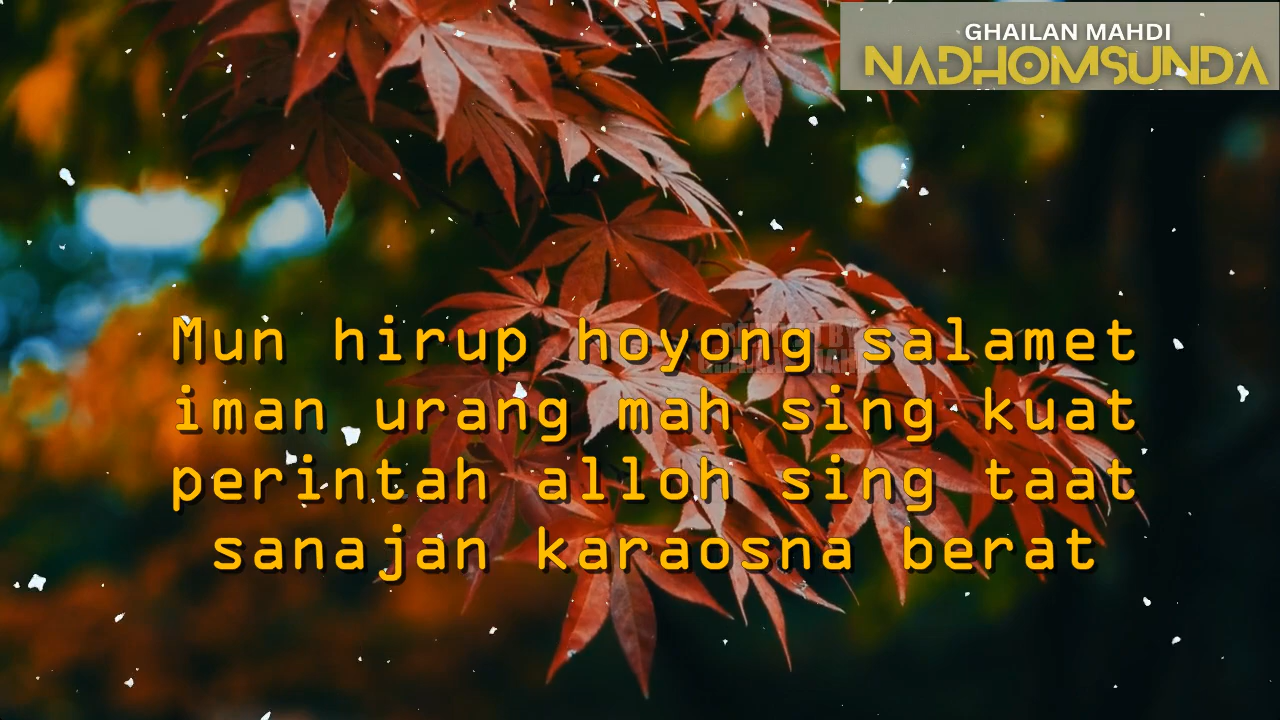 GHAILAN MAHDI
NADHOMSUNDA
Mun hirup hoyong salamet
iman urang mah sing kuat
perintah alloh sing taat
sanajan karaosna berat